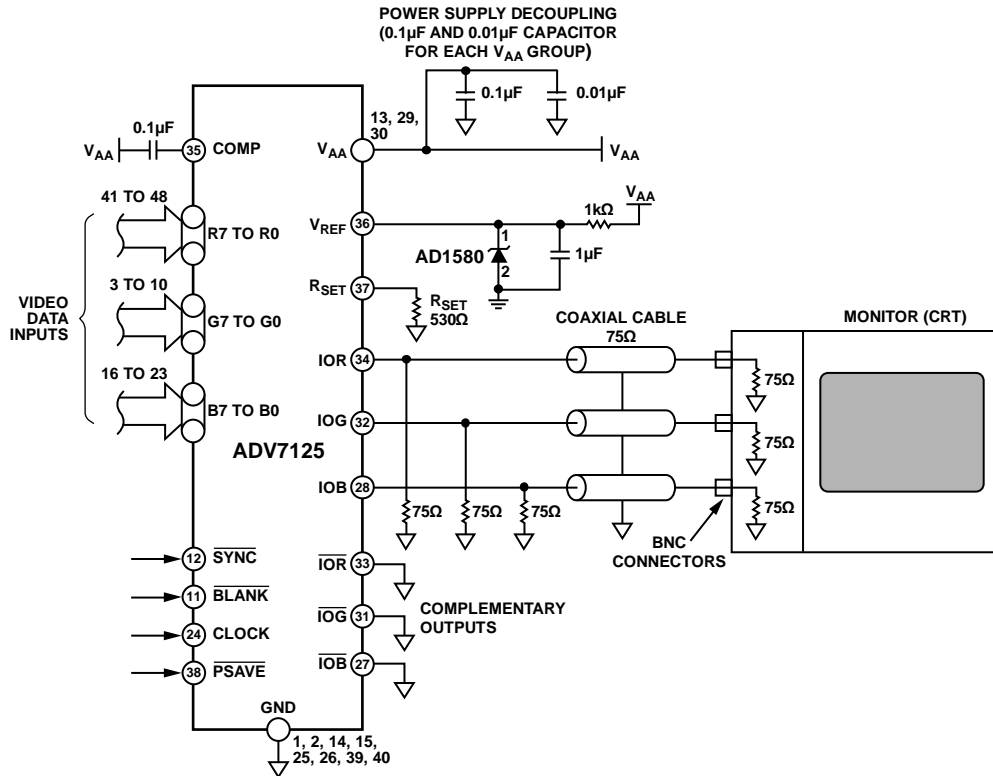 POWER SUPPLY DECOUPLING
(0.1µF AND 0.01µF CAPACITOR
FOR EACH VAA GROUP)
0.1µF
0.01µF
13, 29,
30
VAA
VAA
0.1µF
VAA
35
COMP
41 TO 48
R7 TO R0
3 TO 10
G7 TO G0
16 TO 23
B7 TO B0
VIDEO
DATA
INPUTS
ADV7125
VREF
36
1
AD1580
2
1µF
1kΩ
VAA
RSET
37
RSET
530Ω
COAXIAL CABLE
75Ω
MONITOR (CRT)
IOR
34
75Ω
IOG
32
75Ω
IOB
28
75Ω
75Ω
75Ω
75Ω
BNC
CONNECTORS
12
SYNC
11
BLANK
24
CLOCK
38
PSAVE
IOR
33
IOG
31
IOB
27
COMPLEMENTARY
OUTPUTS
GND
1, 2, 14, 15,
25, 26, 39, 40